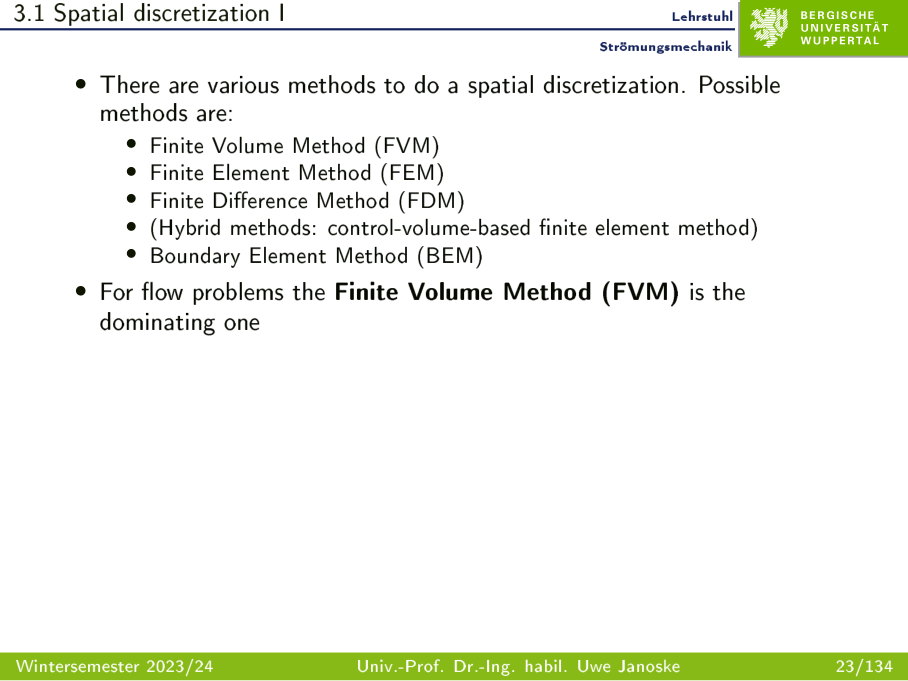 3.1 Spatial discretization I
Lehrstuhl
Strömungsmechanik
BERGISCHE
UNIVERSITÄT
WUPPERTAL
• There are various methods to do a spatial discretization. Possible
methods are:
• Finite Volume Method (FVM)
• Finite Element Method (FEM)
• Finite Difference Method (FDM)
• (Hybrid methods: control-volume-based finite element method)
• Boundary Element Method (BEM)
• For flow problems the Finite Volume Method (FVM) is the
dominating one
Wintersemester 2023/24
Univ.-Prof. Dr.-Ing. habil. Uwe Janoske
23/134